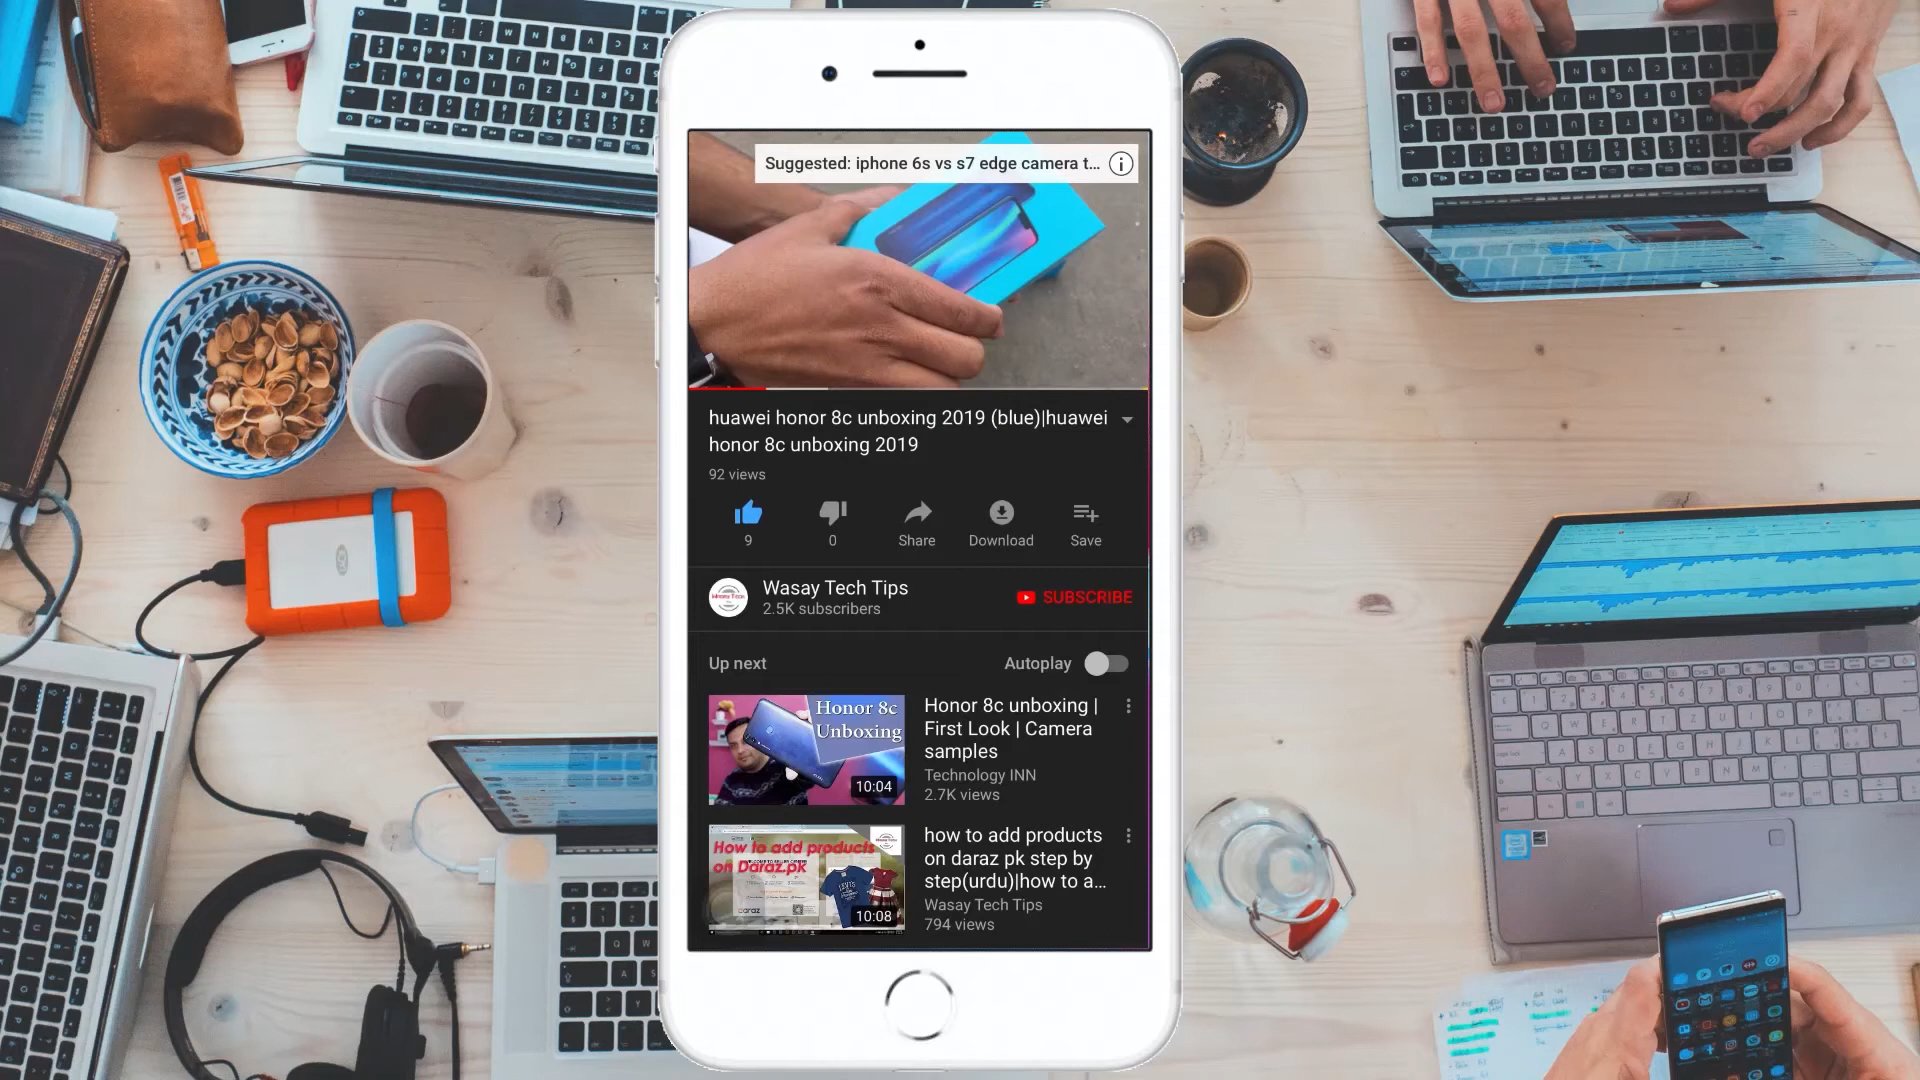 Suggested: iphone 6s vs s7 edge camera t...
huawei honor 8c unboxing 2019 (blue)|huawei
honor 8c unboxing 2019
92 views
9
0
Share
Download
Save
Wasay Tech Tips
2.5K subscribers
SUBSCRIBE
Up next
Autoplay
Honor 8c
Unboxing
10:04
Honor 8c unboxing |
First Look | Camera
samples
Technology INN
2.7K views
How to add products
on Daraz.pk
10:08
how to add products
on daraz pk step by
step(urdu)|how to a...
Wasay Tech Tips
794 views